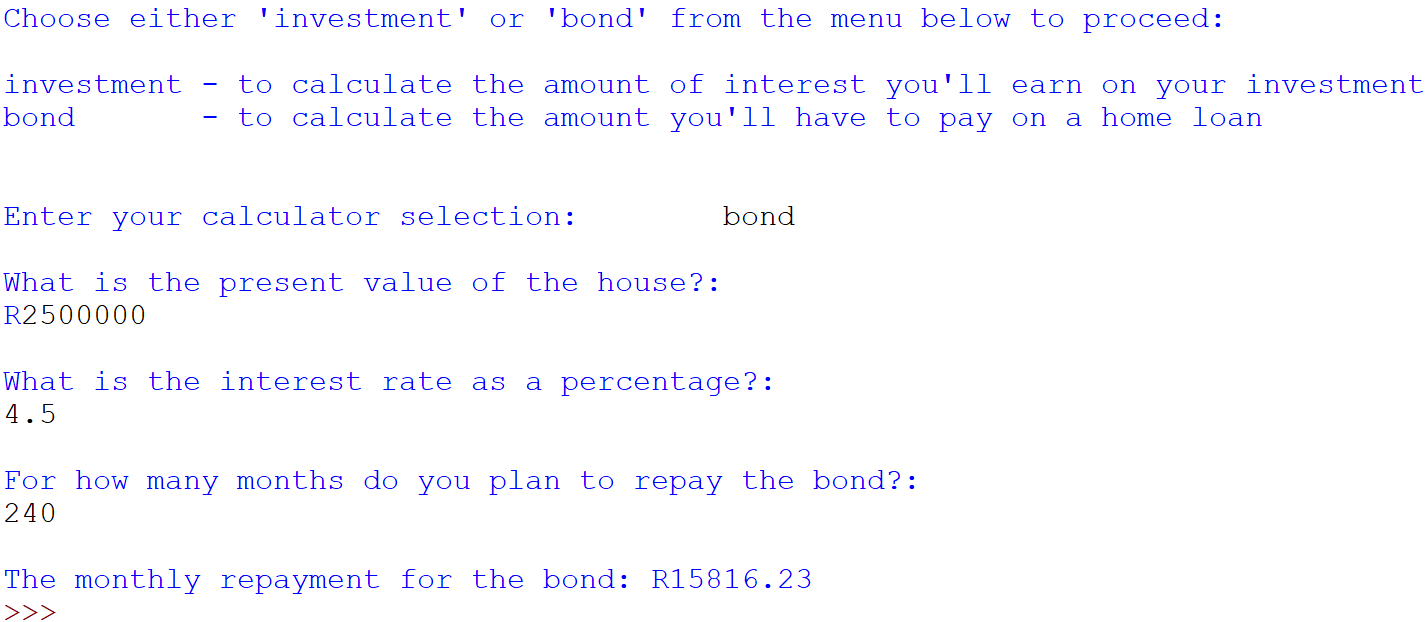 Choose either 'investment' or 'bond' from the menu below to proceed:
investment - to calculate the amount of interest you'll earn on your investment
bond       - to calculate the amount you'll have to pay on a home loan
Enter your calculator selection:        bond
What is the present value of the house?:
R2500000
What is the interest rate as a percentage?:
4.5
For how many months do you plan to repay the bond?:
240
The monthly repayment for the bond: R15816.23
>>>